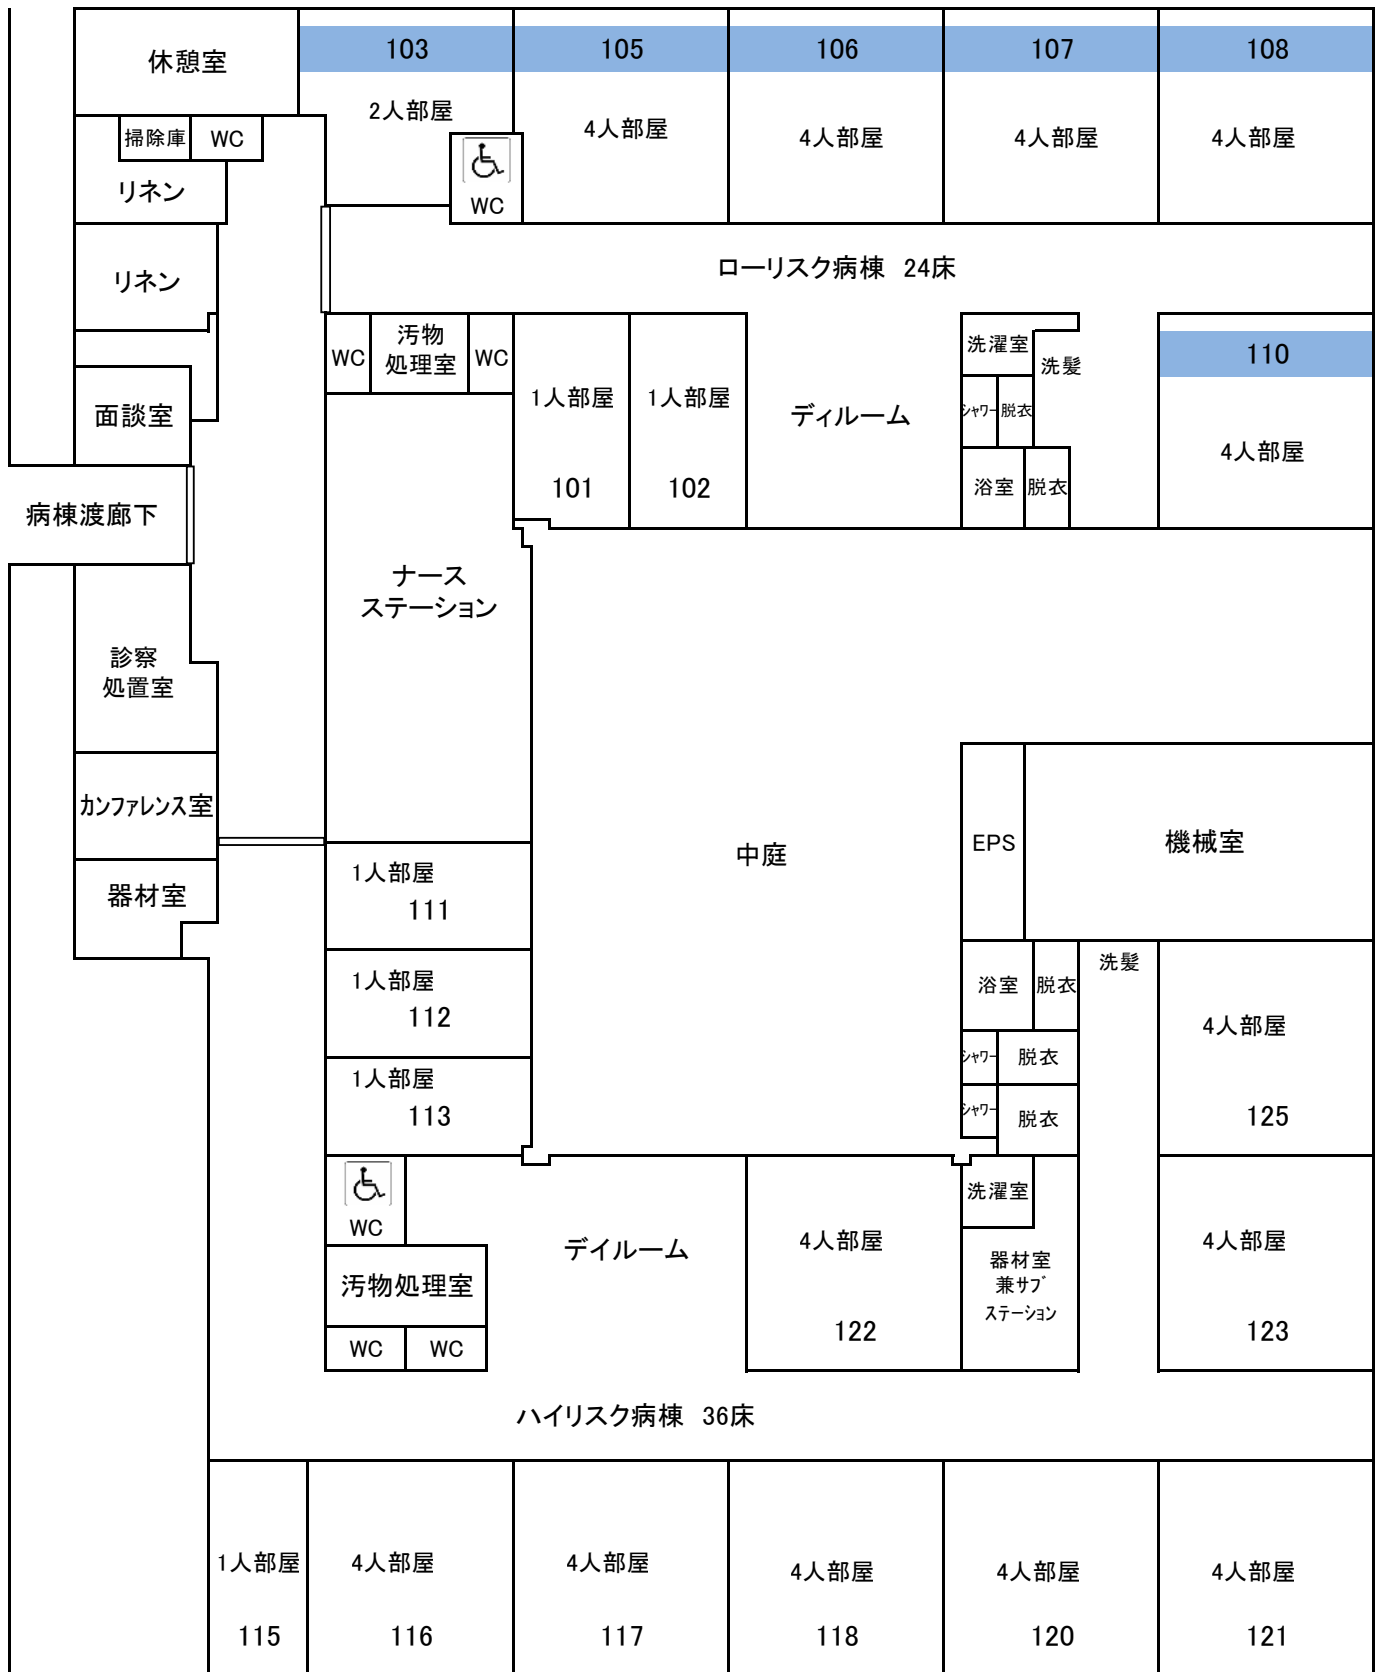 休憩室
103
105
106
107
108
2人部屋
4人部屋
4人部屋
4人部屋
4人部屋
掃除庫
WC
リネン
WC
リネン
ローリスク病棟 24床
WC
汚物
処理室
WC
1人部屋
101
1人部屋
102
ディルーム
洗濯室
洗髪
シャワー
脱衣
浴室
脱衣
110
4人部屋
面談室
病棟渡廊下
ナース
ステーション
診察
処置室
カンファレンス室
器材室
中庭
EPS
機械室
1人部屋
111
1人部屋
112
1人部屋
113
浴室
脱衣
洗髪
シャワー
脱衣
シャワー
脱衣
4人部屋
125
WC
汚物処理室
WC
WC
デイルーム
4人部屋
122
洗濯室
器材室
兼サブ
ステーション
4人部屋
123
ハイリスク病棟 36床
1人部屋
115
4人部屋
116
4人部屋
117
4人部屋
118
4人部屋
120
4人部屋
121